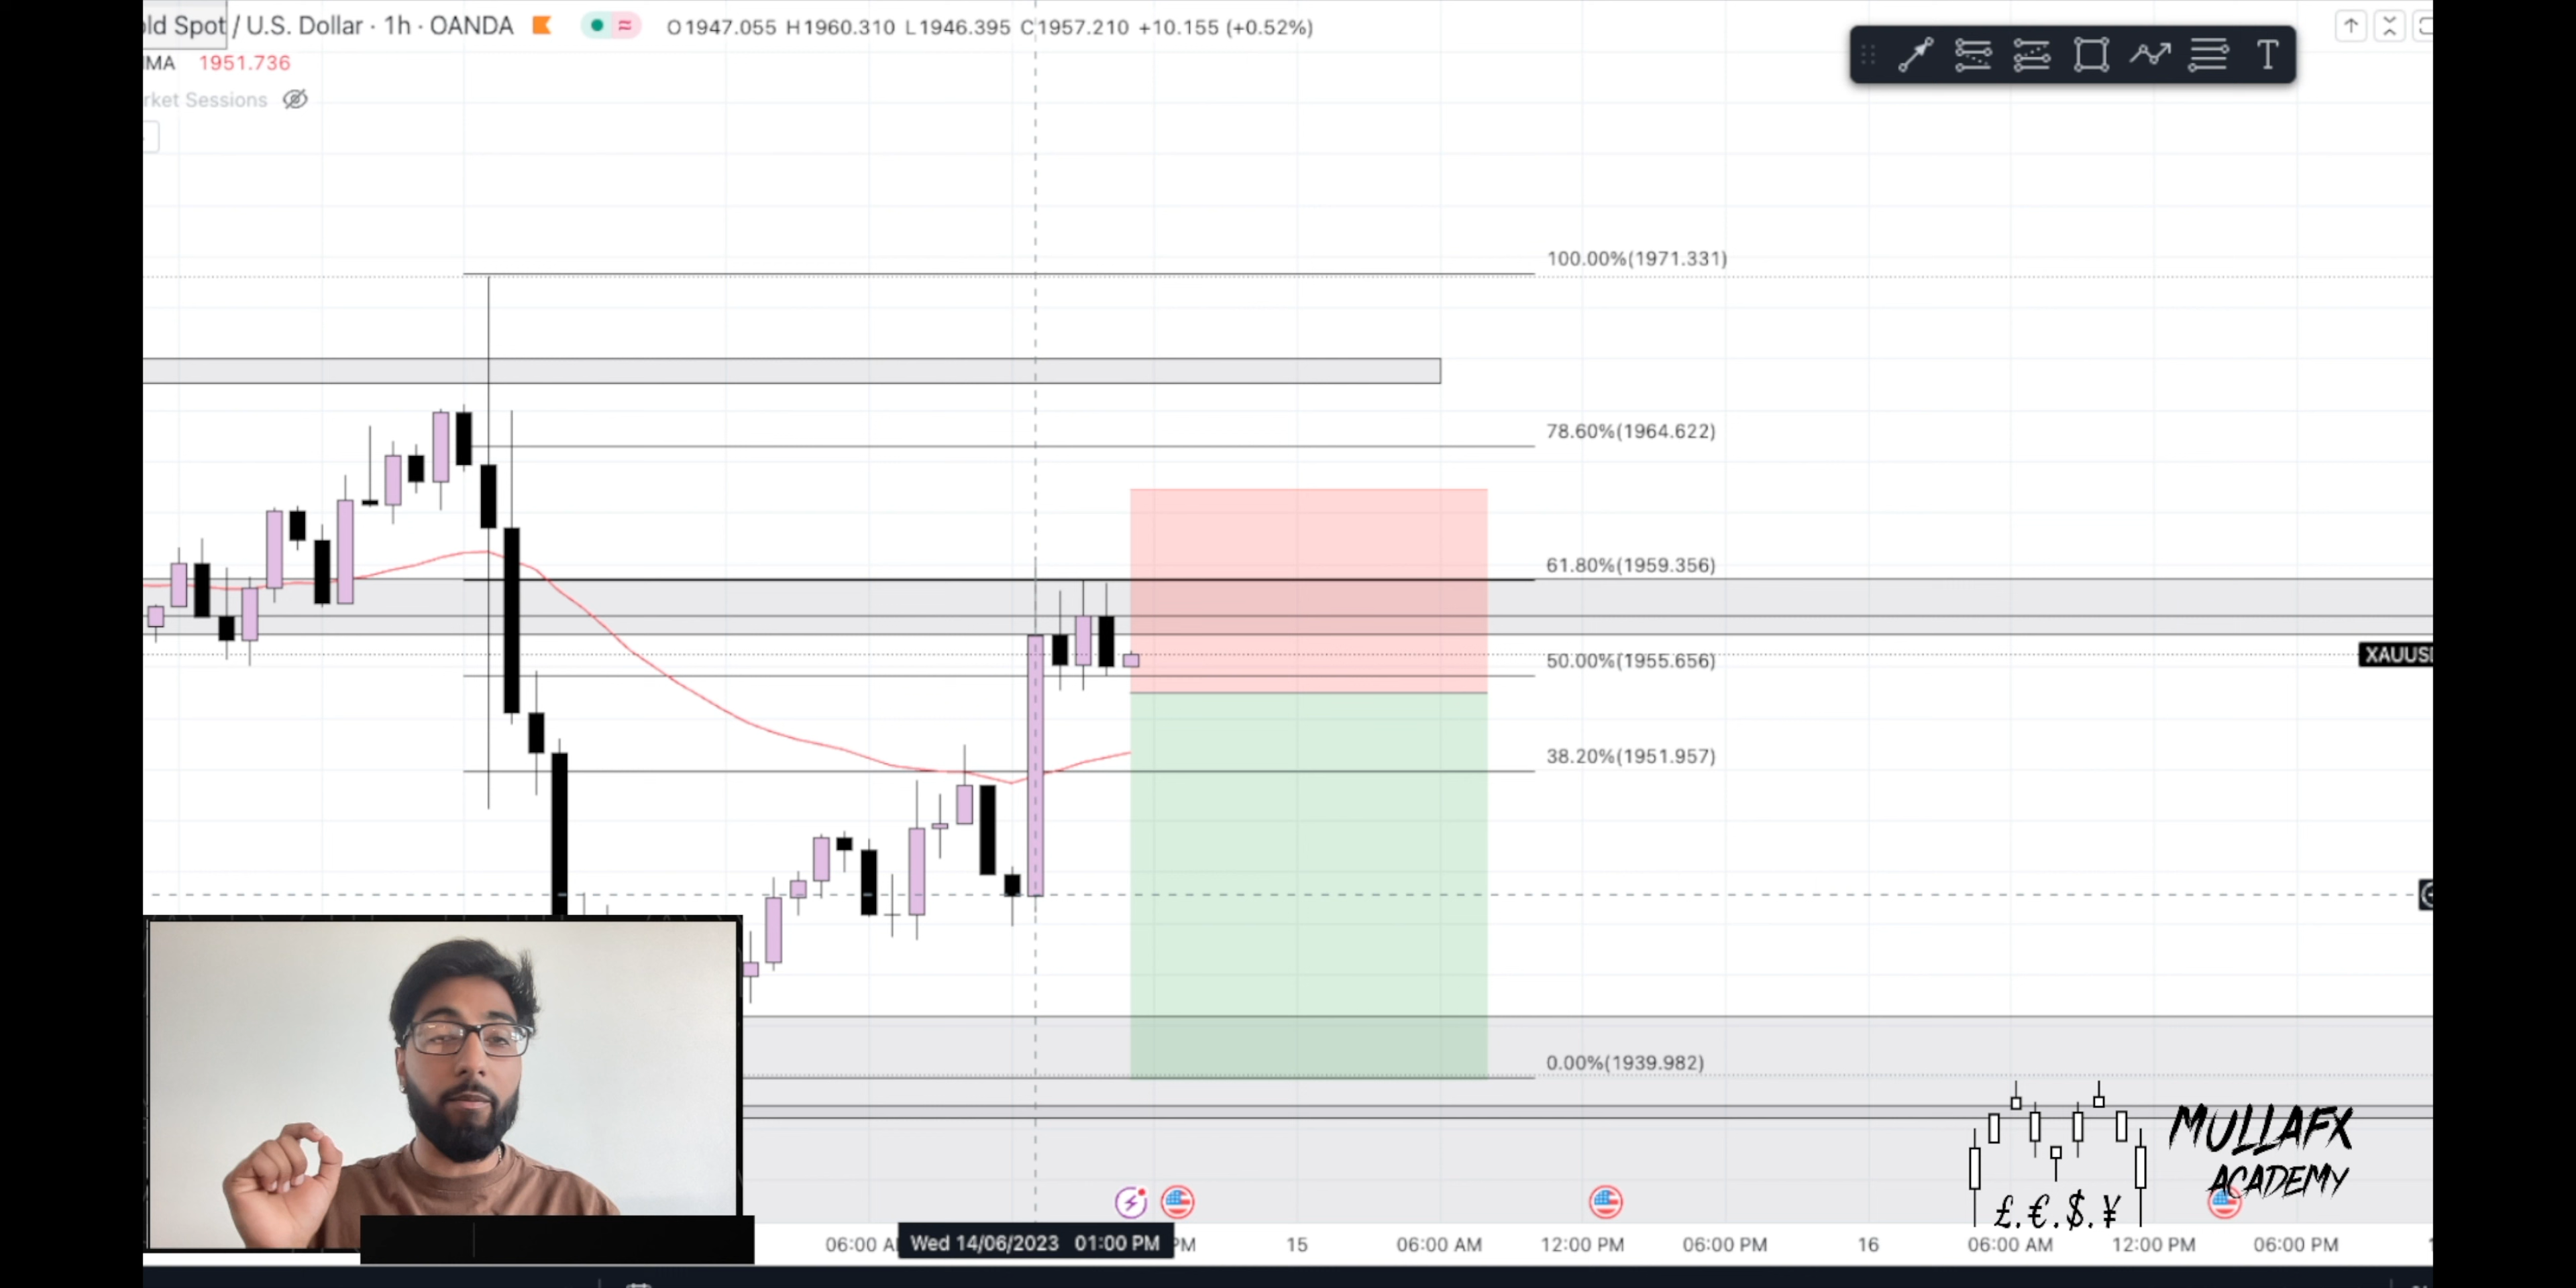 ld Spot / U.S. Dollar · 1h · OANDA O1947.055 H1960.310 L1946.395 C1957.210 +10.155 (+0.52%)
MA 1951.736
rket Sessions
T
100.00%(1971.331)
78.60%(1964.622)
61.80%(1959.356)
50.00%(1955.656)
XAUUS
38.20%(1951.957)
0.00%(1939.982)
MULLAFX
ACADEMY
£.€.$.¥
06:00 A Wed 14/06/2023 01:00 PM PM 15 06:00 AM 12:00 PM 06:00 PM 16 06:00 AM 12:00 PM 06:00 PM